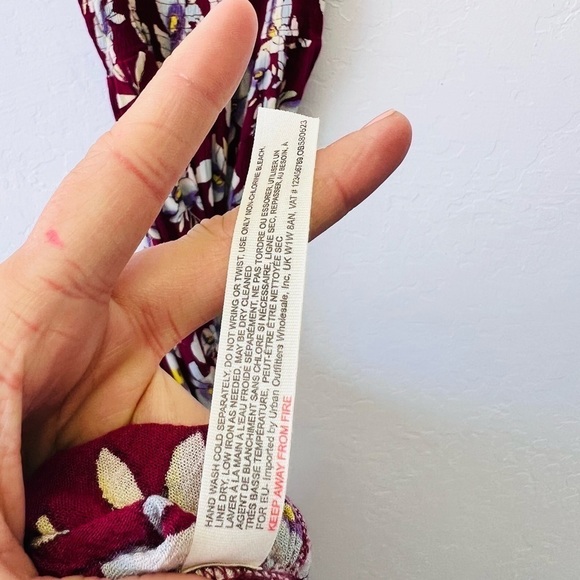 HAND WASH COLD SEPARATELY. DO NOT WRING OR TWIST, USE ONLY NON-CHLORINE BLEACH,
LINE DRY, LOW IRON AS NEEDED, MAY BE DRY CLEANED
LAVER À LA MAIN À L'EAU FROIDE SÉPARÉMENT, NE PAS TORDRE OU ESSORER, UTILISER UN
AGENT DE BLANCHIMENT SANS CHLORE SI NÉCESSAIRE, LIGNE SEC, REPASSER, AU BESOIN, À
TRÈS BASSE TEMPÉRATURE, PEUT-ÊTRE ÊTRE NETTOYÉE SEC
FOR EU- Imported by Urban Outfitters Wholesale, Inc, UK W1W 8AN, VAT # 123456789,OBS80623
KEEP AWAY FROM FIRE